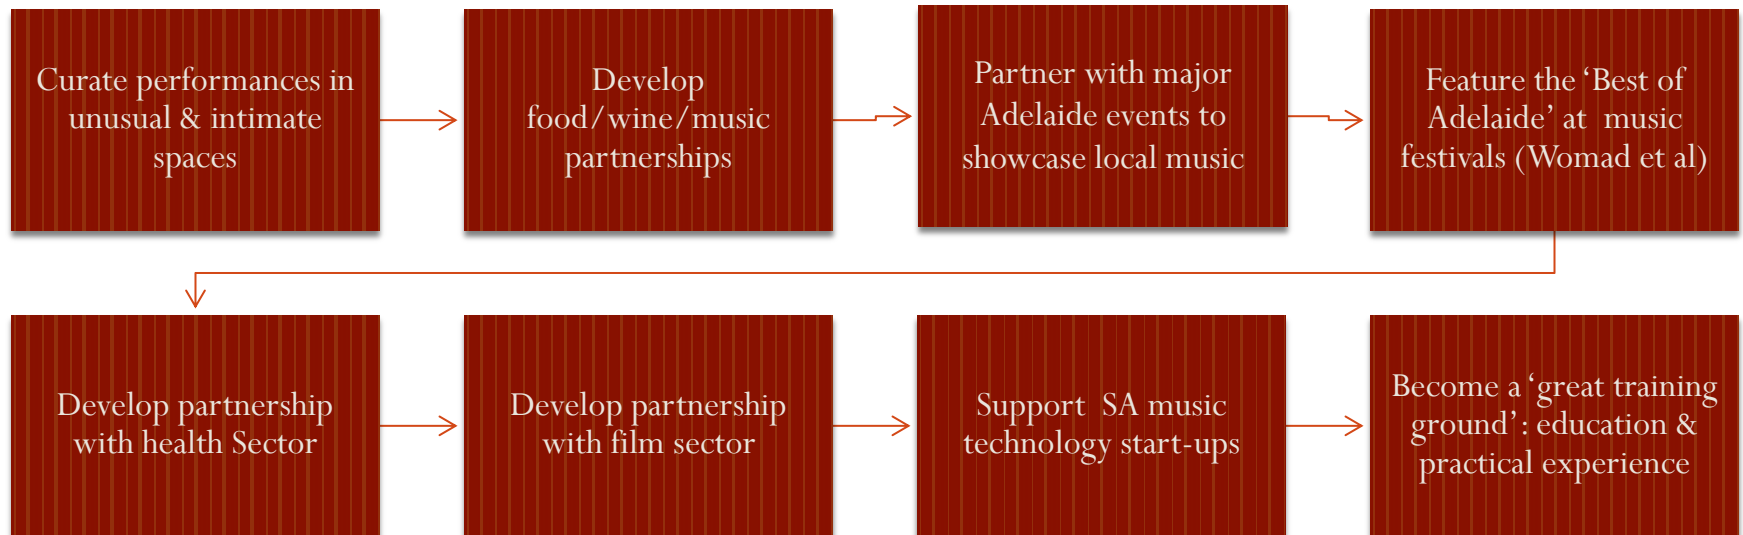 Curate performances in
unusual & intimate
spaces
Develop
food/wine/music
partnerships
Partner with major
Adelaide events to
showcase local music
Feature the ‘Best of
Adelaide’ at  music
festivals (Womad et al)
Develop partnership
with health Sector
Develop partnership
with film sector
Support  SA music
technology start-ups
Become a ‘great training
ground’: education &
practical experience